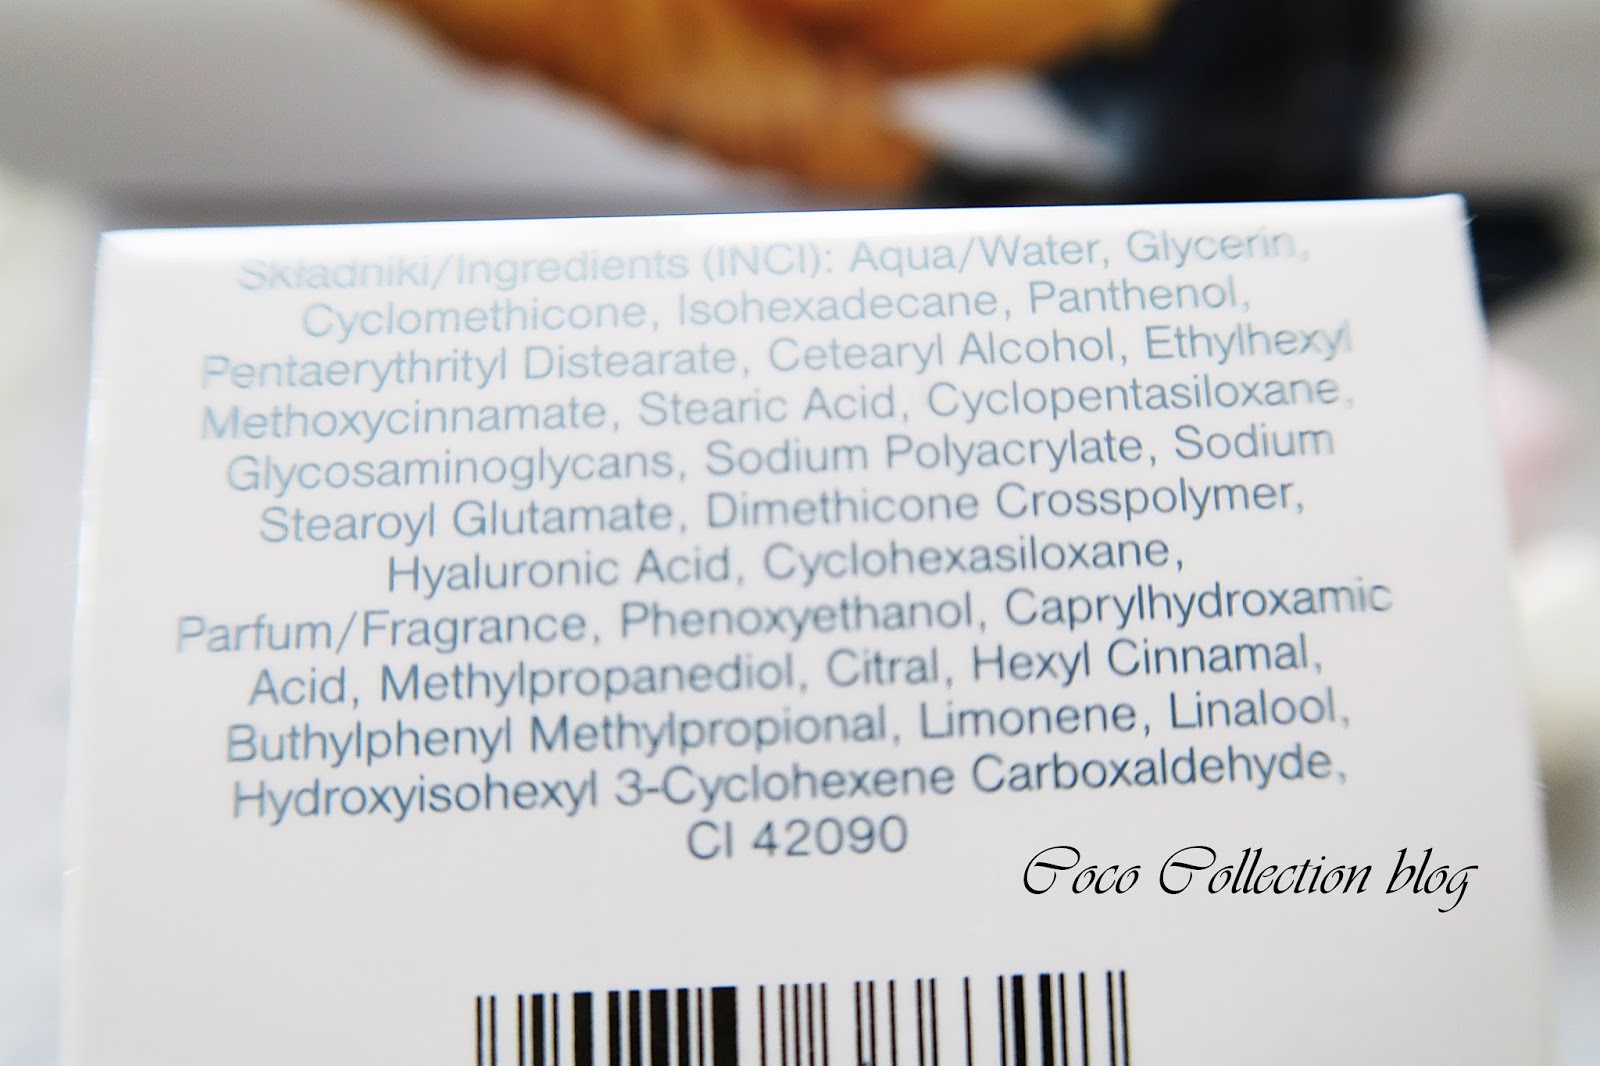 Składniki/Ingredients (INCI): Aqua/Water, Glycerin,
Cyclomethicone, Isohexadecane, Panthenol,
Pentaerythrityl Distearate, Cetearyl Alcohol, Ethylhexyl
Methoxycinnamate, Stearic Acid, Cyclopentasiloxane,
Glycosaminoglycans, Sodium Polyacrylate, Sodium
Stearoyl Glutamate, Dimethicone Crosspolymer,
Hyaluronic Acid, Cyclohexasiloxane,
Parfum/Fragrance, Phenoxyethanol, Caprylhydroxamic
Acid, Methylpropanediol, Citral, Hexyl Cinnamal,
Buthylphenyl Methylpropional, Limonene, Linalool,
Hydroxyisohexyl 3-Cyclohexene Carboxaldehyde,
CI 42090
Coco Collection blog